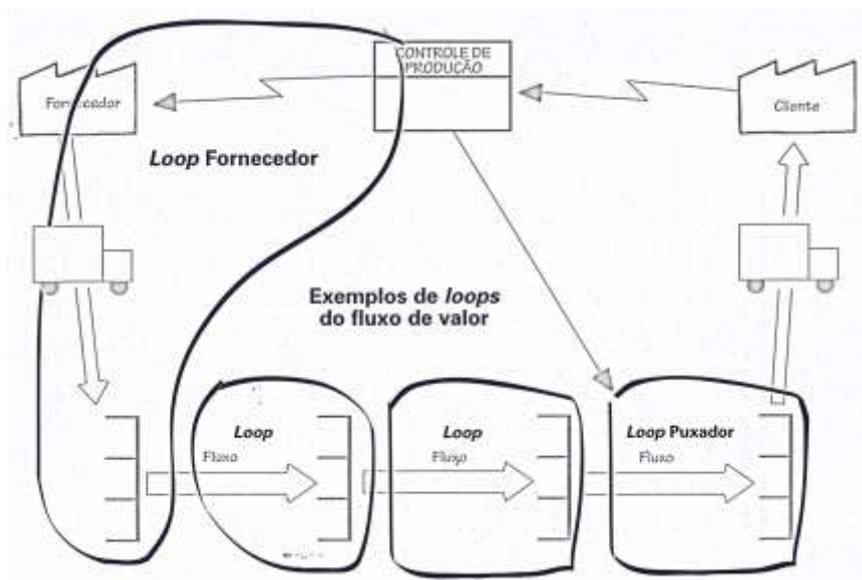 CONTROLE DE
PRODUÇÃO
Fornecedor
Cliente
Loop Fornecedor
Exemplos de loops
do fluxo de valor
Loop
Fluxo
Loop
Fluxo
Loop Puxador
Fluxo